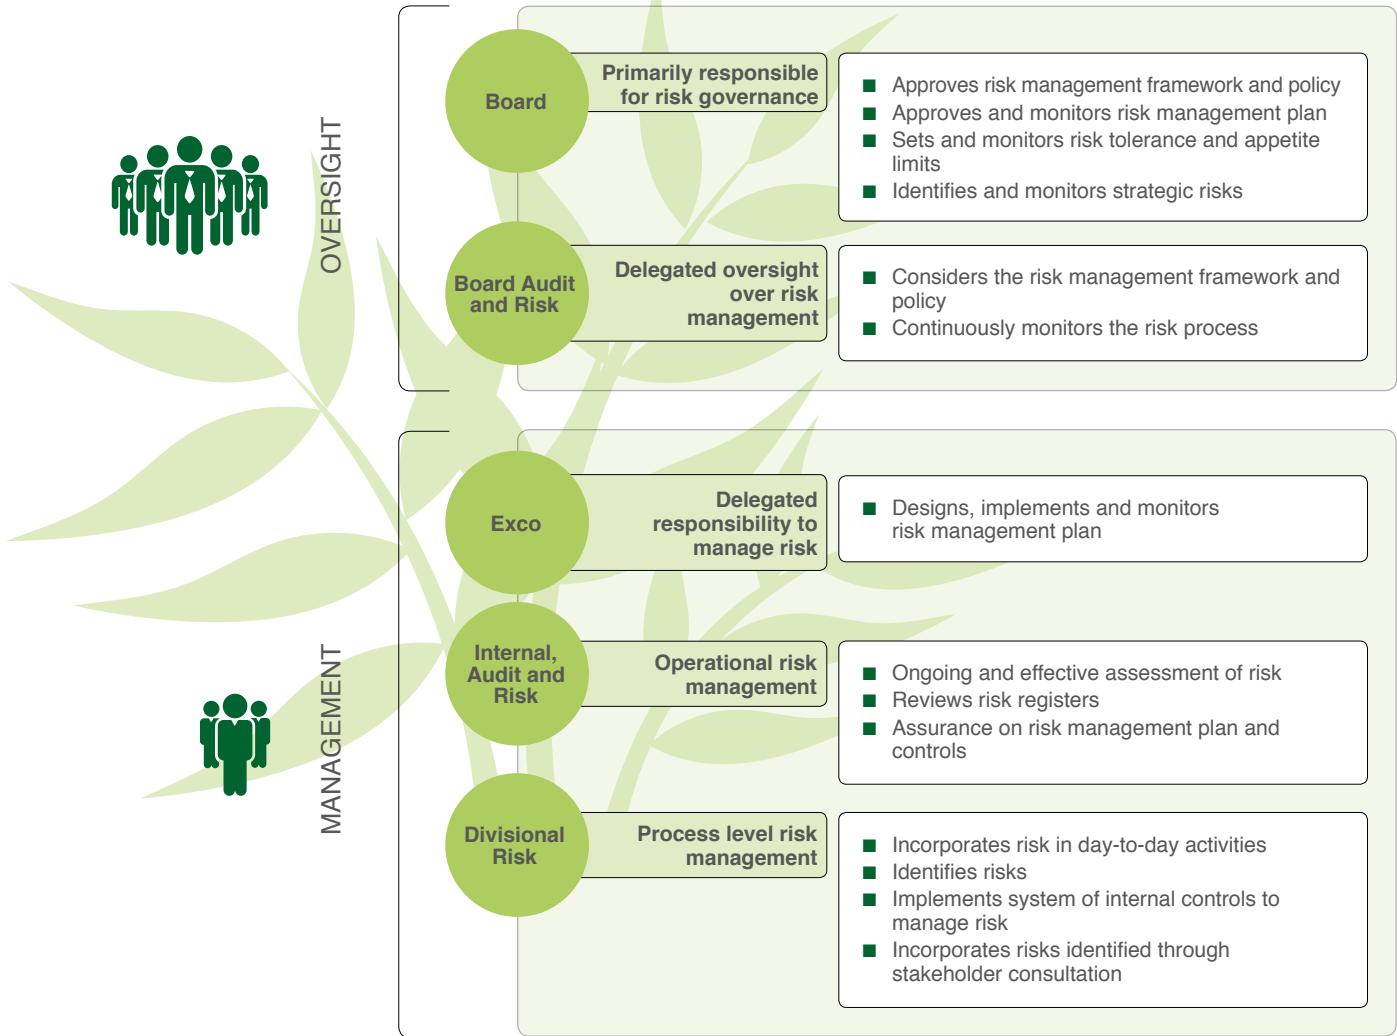 OVERSIGHT
Board
Primarily responsible
for risk governance
Approves risk management framework and policy
Approves and monitors risk management plan
Sets and monitors risk tolerance and appetite
limits
Identifies and monitors strategic risks
Board Audit
and Risk
Delegated oversight
over risk
management
Considers the risk management framework and
policy
Continuously monitors the risk process
MANAGEMENT
Exco
Delegated
responsibility to
manage risk
Designs, implements and monitors
risk management plan
Internal,
Audit and
Risk
Operational risk
management
Ongoing and effective assessment of risk
Reviews risk registers
Assurance on risk management plan and
controls
Divisional
Risk
Process level risk
management
Incorporates risk in day-to-day activities
Identifies risks
Implements system of internal controls to
manage risk
Incorporates risks identified through
stakeholder consultation